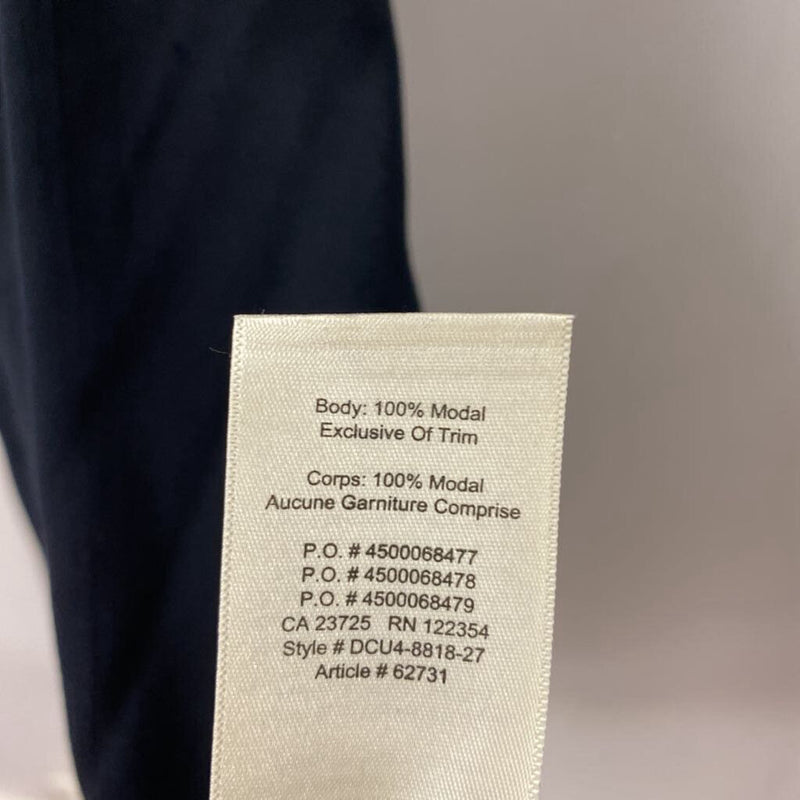 Body: 100% Modal
Exclusive Of Trim
Corps: 100% Modal
Aucune Garniture Comprise
P.O. # 4500068477
P.O. # 4500068478
P.O. # 4500068479
CA 23725 RN 122354
Style # DCU4-8818-27
Article # 62731